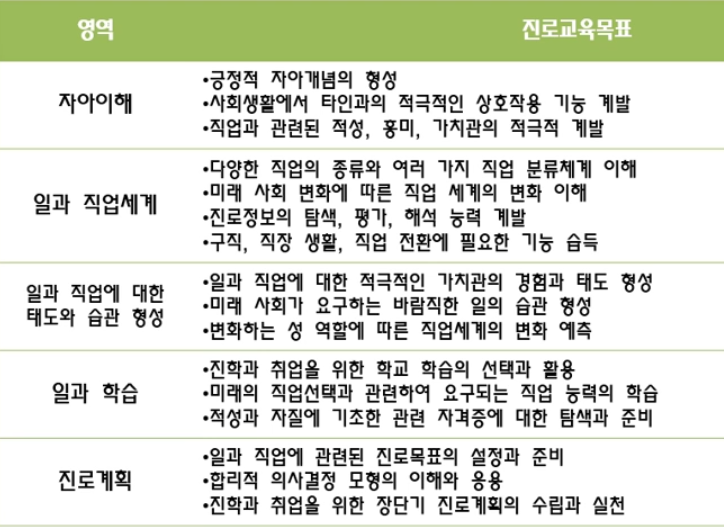 영역 진로교육목표
자아이해
•긍정적 자아개념의 형성
•사회생활에서 타인과의 적극적인 상호작용 기능 계발
•직업과 관련된 적성, 흥미, 가치관의 적극적 계발
일과 직업세계
•다양한 직업의 종류와 여러 가지 직업 분류체계 이해
•미래 사회 변화에 따른 직업 세계의 변화 이해
•진로정보의 탐색, 평가, 해석 능력 계발
•구직, 직장 생활, 직업 전환에 필요한 기능 습득
일과 직업에 대한
태도와 습관 형성
•일과 직업에 대한 적극적인 가치관의 경험과 태도 형성
•미래 사회가 요구하는 바람직한 일의 습관 형성
•변화하는 성 역할에 따른 직업세계의 변화 예측
일과 학습
•진학과 취업을 위한 학교 학습의 선택과 활용
•미래의 직업선택과 관련하여 요구되는 직업 능력의 학습
•적성과 자질에 기초한 관련 자격증에 대한 탐색과 준비
진로계획
•일과 직업에 관련된 진로목표의 설정과 준비
•합리적 의사결정 모형의 이해와 응용
•진학과 취업을 위한 장단기 진로계획의 수립과 실천